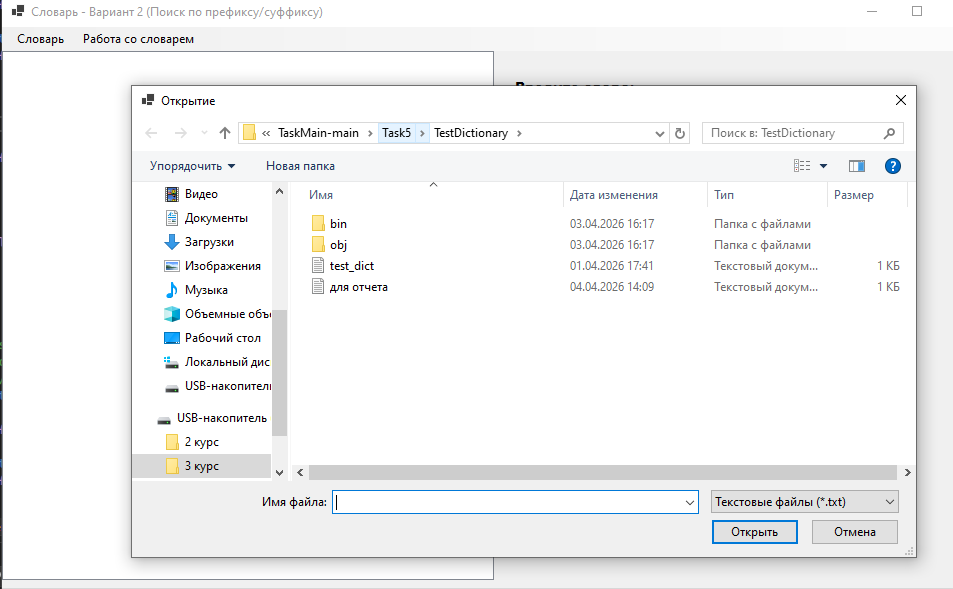 Словарь - Вариант 2 (Поиск по префиксу/суффиксу)
Словарь Работа со словарем
Открытие
« TaskMain-main › Task5 › TestDictionary ›
Поиск в: TestDictionary
Упорядочить Новая папка
Имя Дата изменения Тип Размер
Видео
Документы
Загрузки
Изображения
Музыка
Объемные объ
Рабочий стол
Локальный дис
USB-накопител
USB-накопитель
2 курс
3 курс
bin 03.04.2026 16:17 Папка с файлами
obj 03.04.2026 16:17 Папка с файлами
test_dict 01.04.2026 17:41 Текстовый докум... 1 КБ
для отчета 04.04.2026 14:09 Текстовый докум... 1 КБ
Имя файла:
Текстовые файлы (*.txt)
Открыть Отмена